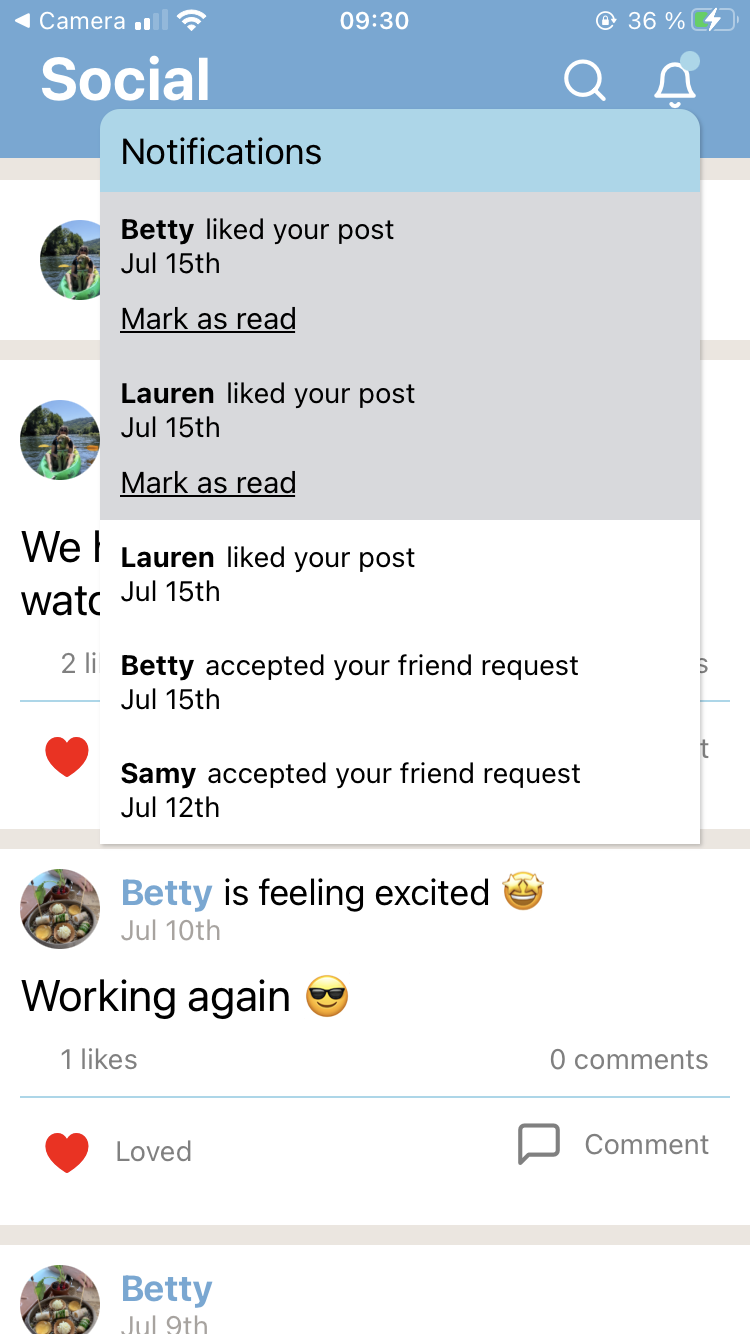 Camera 09:30 36 %
Social
Notifications
Betty liked your post
Jul 15th
Mark as read
Lauren liked your post
Jul 15th
Mark as read
Lauren liked your post
Jul 15th
Betty accepted your friend request
Jul 15th
Samy accepted your friend request
Jul 12th
We
2
Betty is feeling excited 🤩
Jul 10th
Working again 😎
1 likes 0 comments
Loved Comment
Betty
Jul 9th